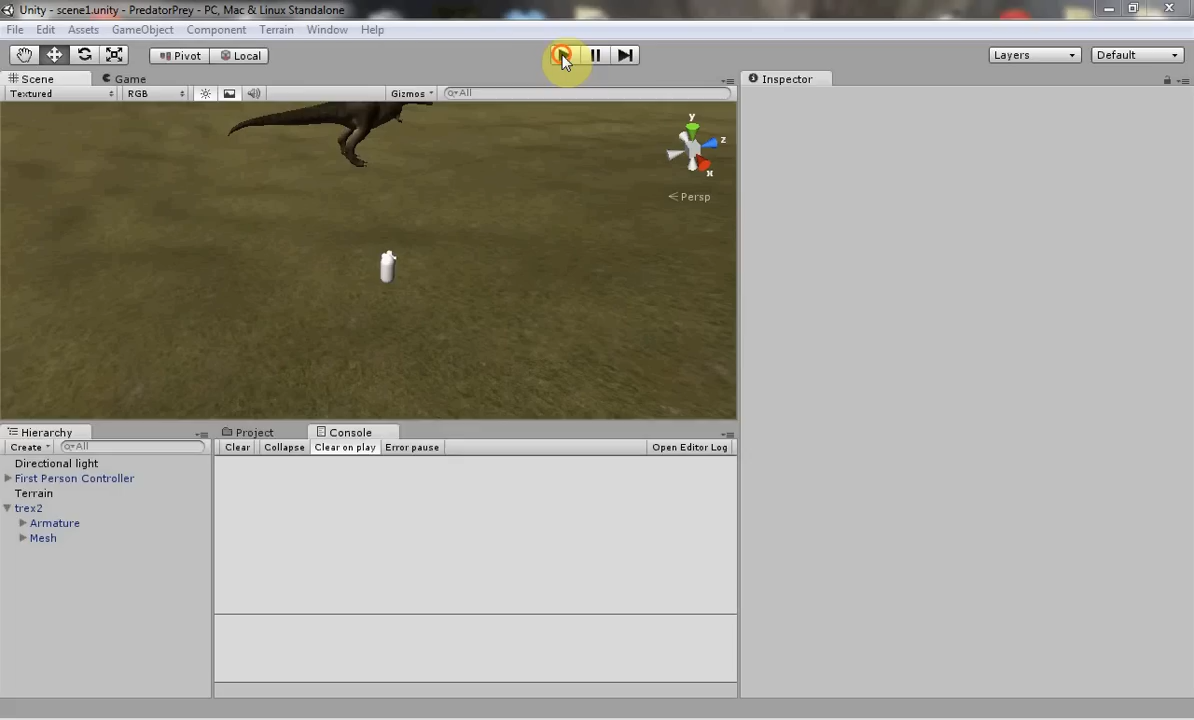 Unity - scene1.unity - PredatorPrey - PC, Mac & Linux Standalone
File Edit Assets GameObject Component Terrain Window Help
Pivot Local Layers Default
Scene Game Inspector
Textured RGB Gizmos All
y
z
x
Persp
Hierarchy Project Console
Create All Clear Collapse Clear on play Error pause Open Editor Log
Directional light
First Person Controller
Terrain
trex2
Armature
Mesh